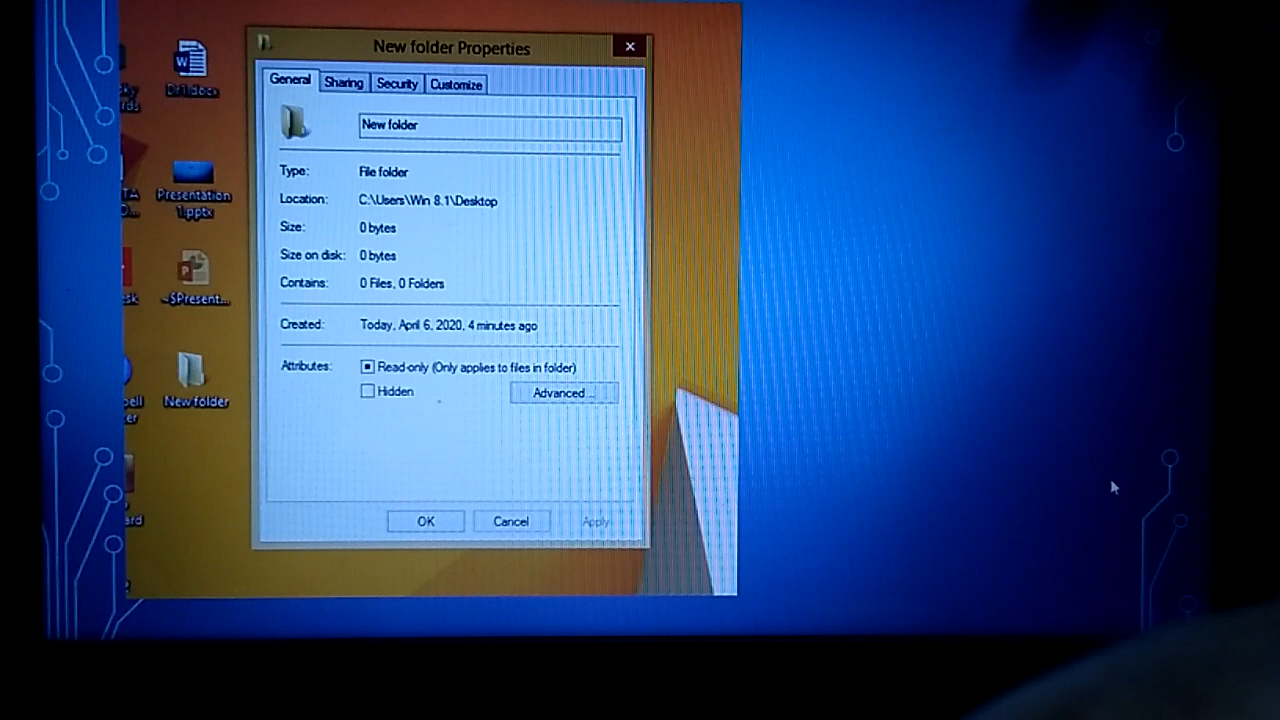 New folder Properties
General Sharing Security Customize
New folder
Type: File folder
Location: C:\Users\Win 8.1\Desktop
Size: 0 bytes
Size on disk: 0 bytes
Contains: 0 Files, 0 Folders
Created: Today, April 6, 2020, 4 minutes ago
Attributes: Read-only (Only applies to files in folder)
Hidden
Advanced...
OK Cancel Apply
Presentation
1.pptx
~$Present...
New folder